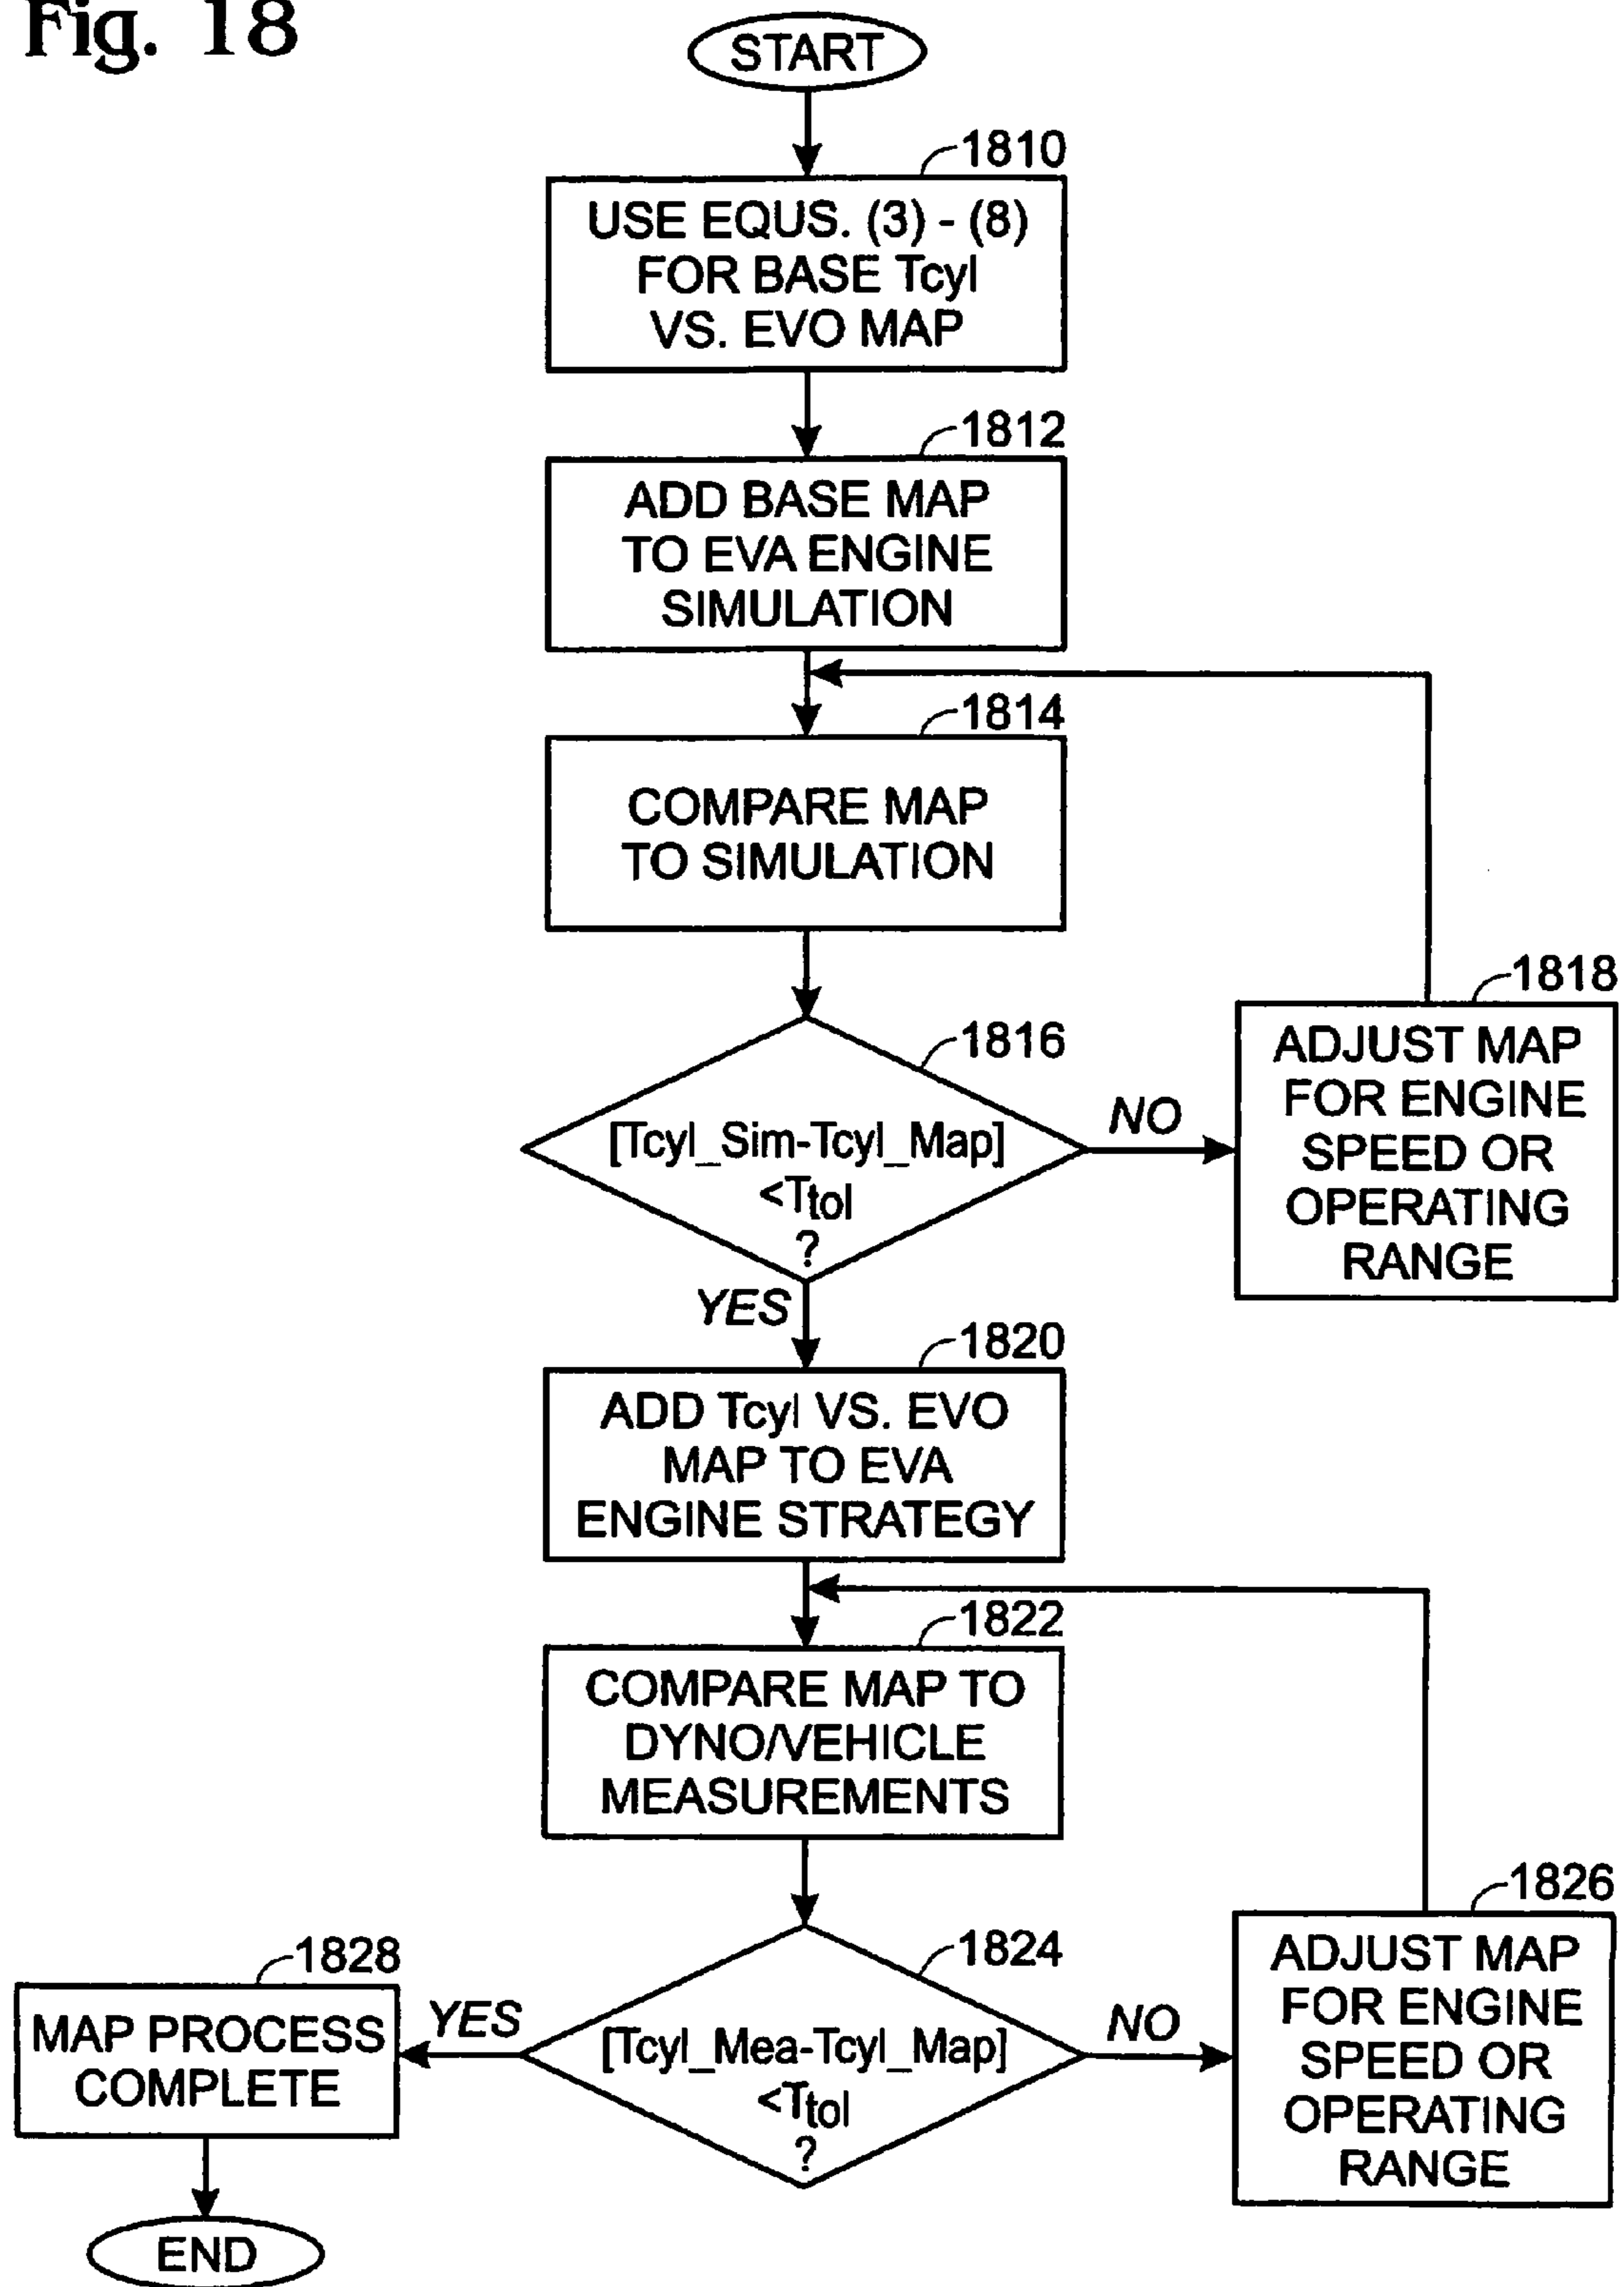 Fig. 18
START
1810
USE EQUS. (3) - (8)
FOR BASE Tcyl
VS. EVO MAP
1812
ADD BASE MAP
TO EVA ENGINE
SIMULATION
1814
COMPARE MAP
TO SIMULATION
1816
[Tcyl_Sim-Tcyl_Map]
<Ttol
?
NO
1818
ADJUST MAP
FOR ENGINE
SPEED OR
OPERATING
RANGE
YES
1820
ADD Tcyl VS. EVO
MAP TO EVA
ENGINE STRATEGY
1822
COMPARE MAP TO
DYNO/VEHICLE
MEASUREMENTS
1824
[Tcyl_Mea-Tcyl_Map]
<Ttol
?
NO
1826
ADJUST MAP
FOR ENGINE
SPEED OR
OPERATING
RANGE
YES
1828
MAP PROCESS
COMPLETE
END